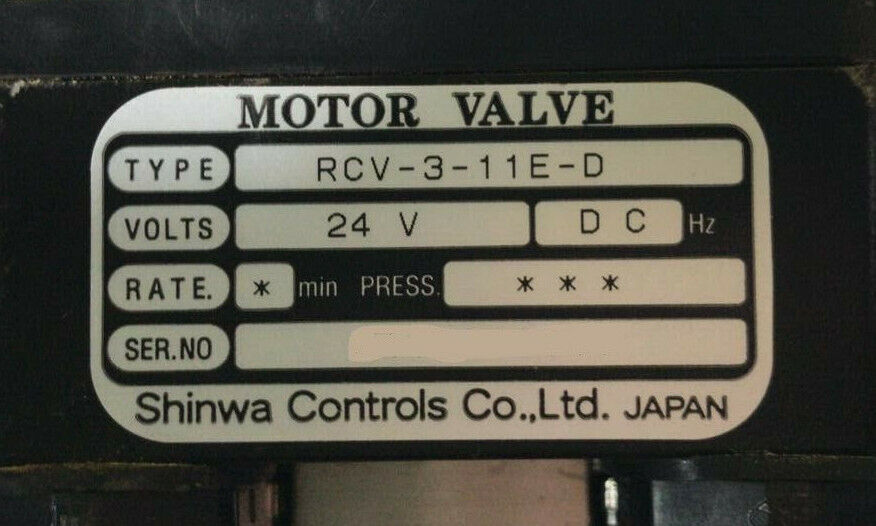 MOTOR VALVE
TYPE RCV-3-11E-D
VOLTS 24 V DC Hz
RATE. * min PRESS. * * *
SER.NO
Shinwa Controls Co.,Ltd. JAPAN